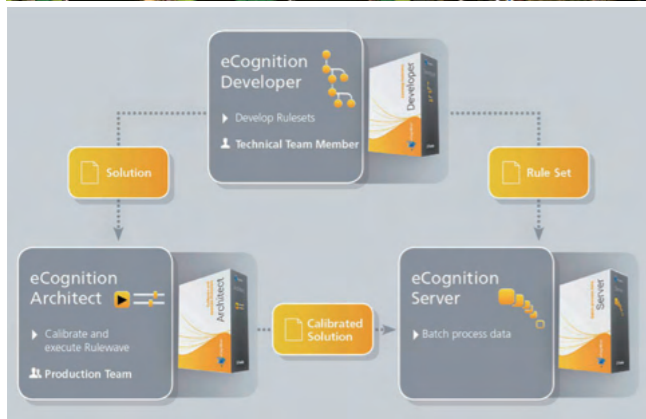 eCognition
Developer
Develop Rulesets
Technical Team Member
Developer
Solution
Rule Set
eCognition
Architect
Calibrate and
execute Rulewave
Production Team
Architect
Calibrated
Solution
eCognition
Server
Batch process data
Server